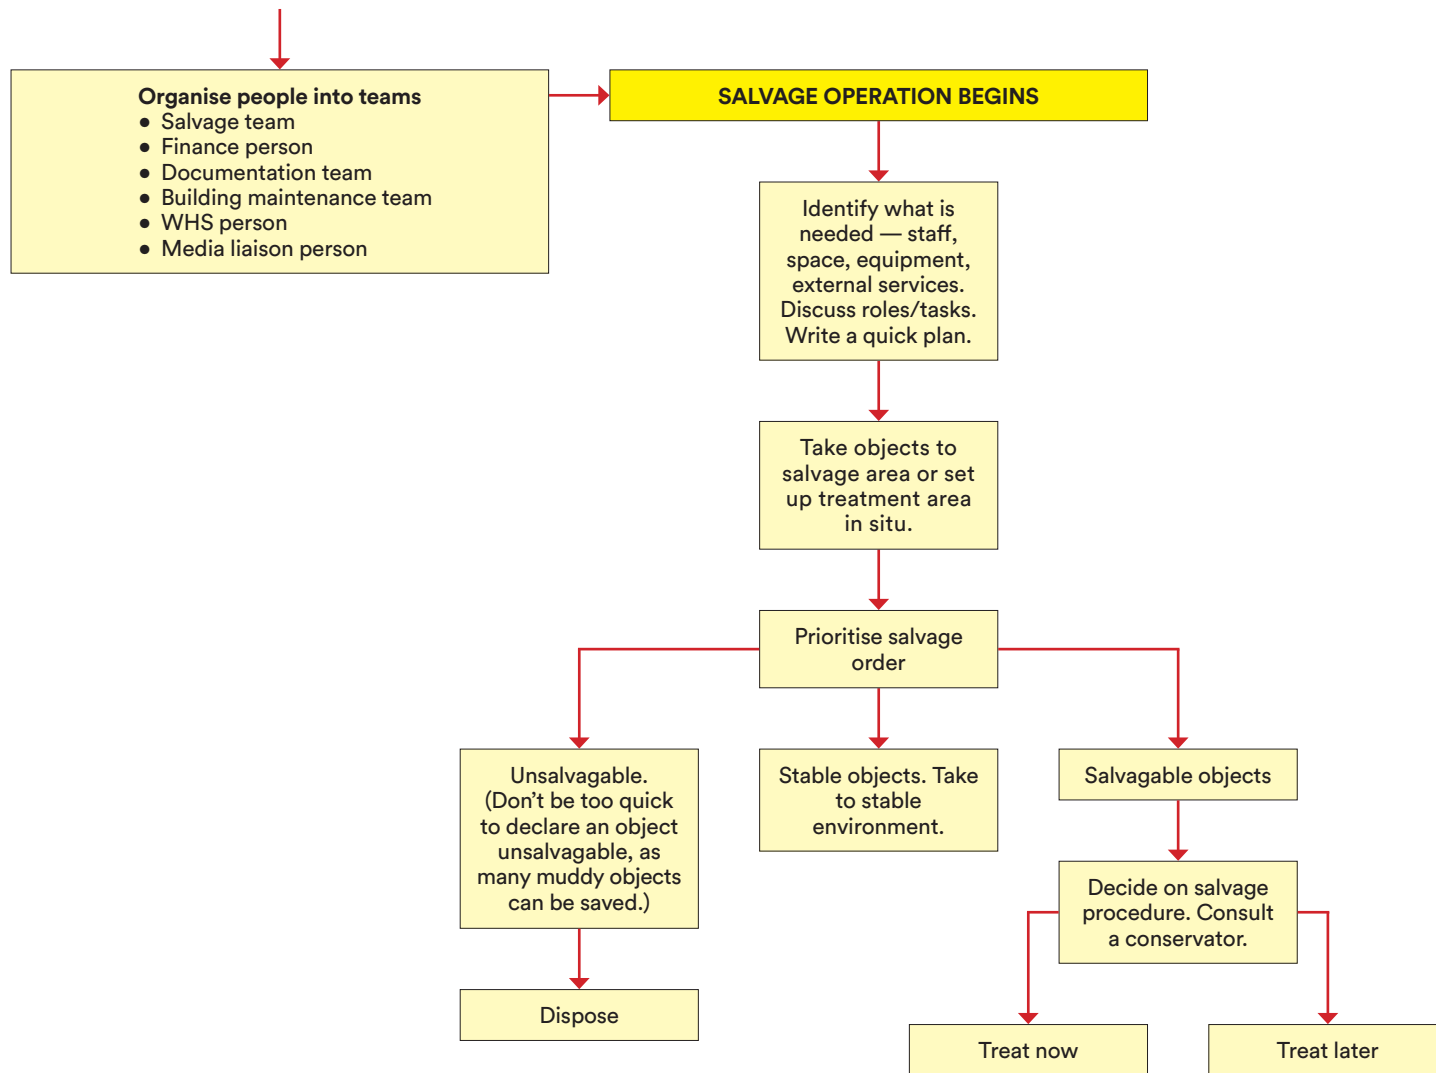 Organise people into teams
• Salvage team
• Finance person
• Documentation team
• Building maintenance team
• WHS person
• Media liaison person
SALVAGE OPERATION BEGINS
Identify what is
needed — staff,
space, equipment,
external services.
Discuss roles/tasks.
Write a quick plan.
Take objects to
salvage area or set
up treatment area
in situ.
Prioritise salvage
order
Unsalvagable.
(Don’t be too quick
to declare an object
unsalvagable, as
many muddy objects
can be saved.)
Stable objects. Take
to stable
environment.
Salvagable objects
Decide on salvage
procedure. Consult
a conservator.
Dispose
Treat now
Treat later